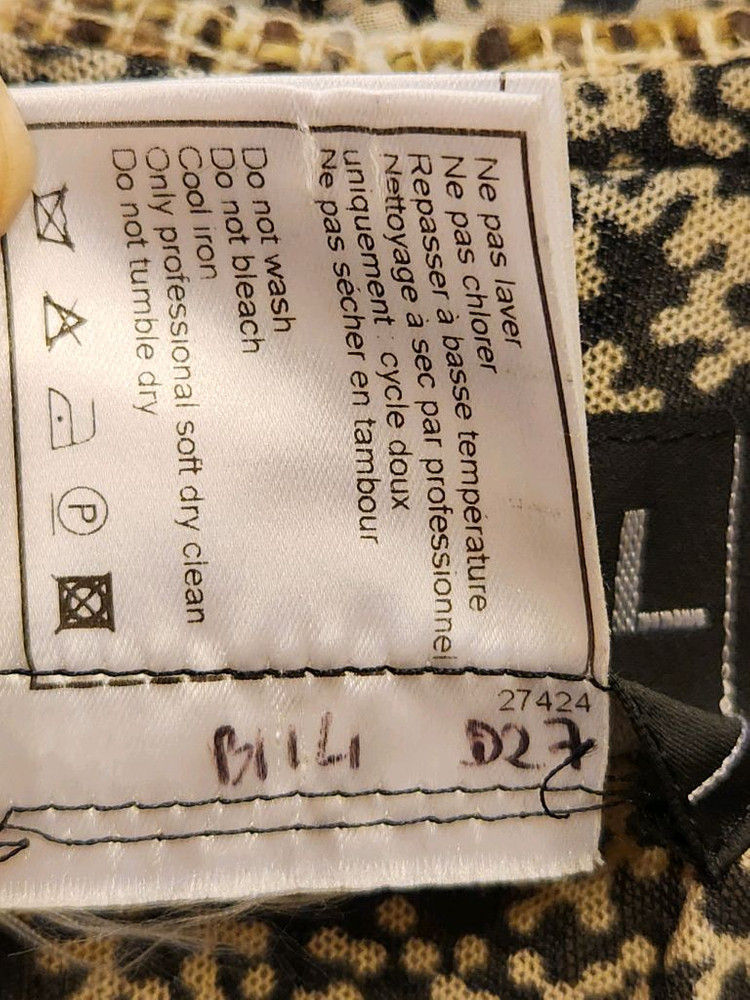 Ne pas laver
Ne pas chlorer
Repasser à basse température
Nettoyage à sec par professionnel
uniquement : cycle doux
Ne pas sécher en tambour
Do not wash
Do not bleach
Cool iron
Only professional soft dry clean
Do not tumble dry
P
27424
B114 D27
L